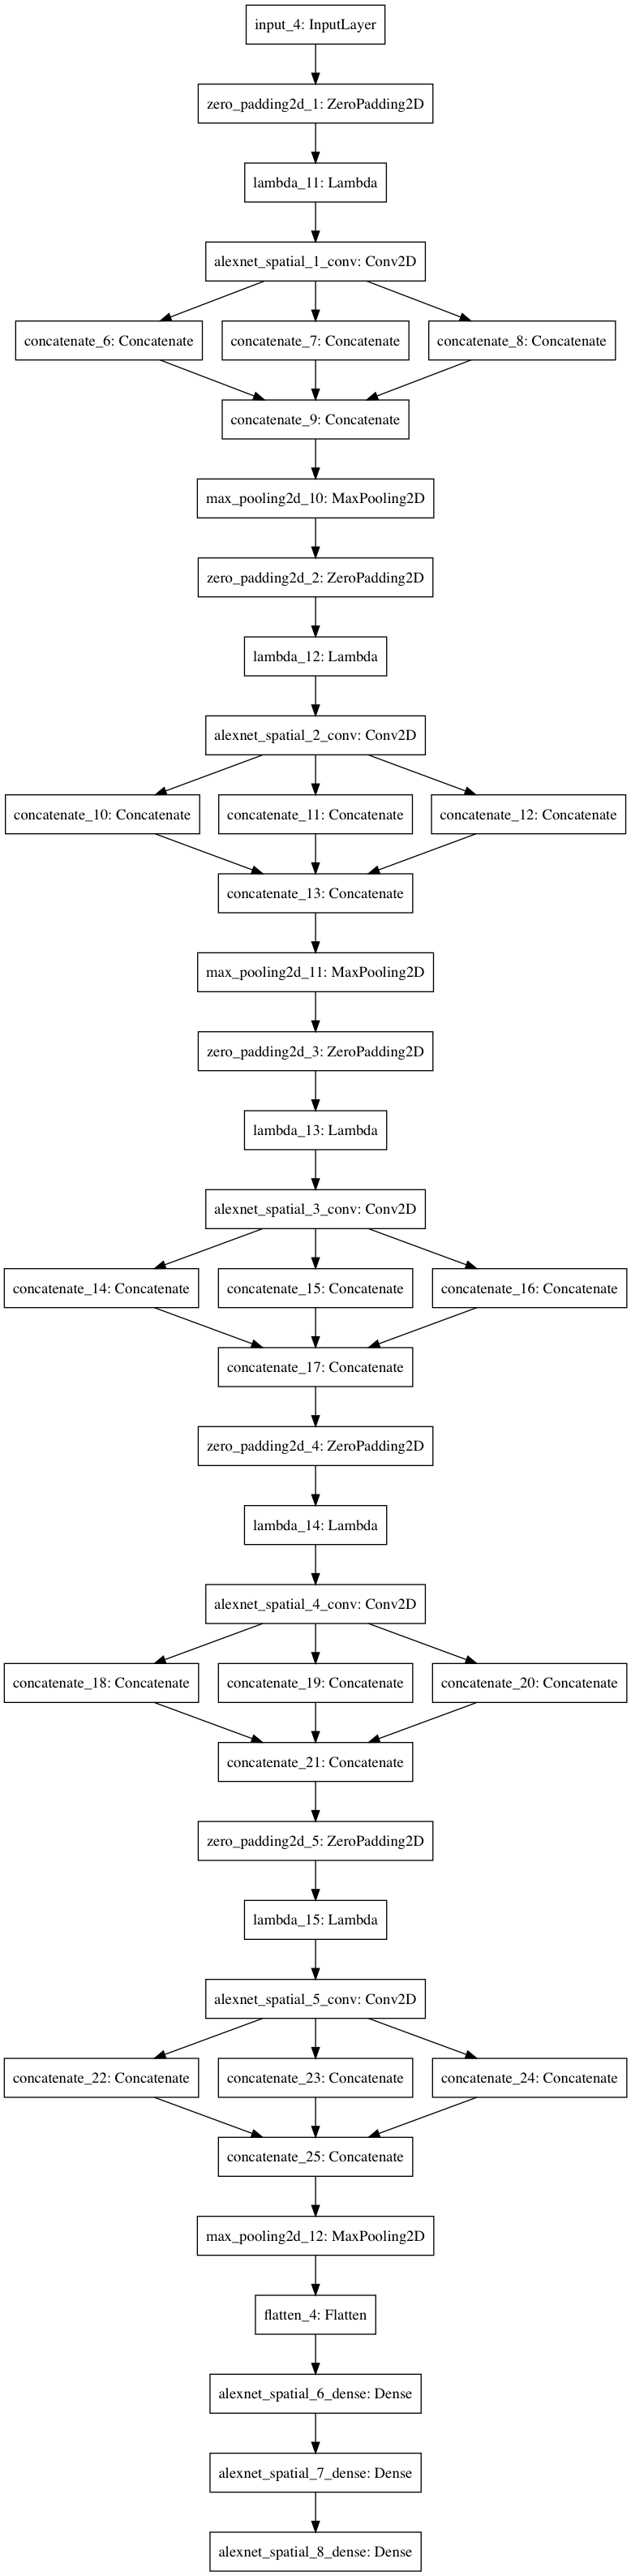 input_4: InputLayer
zero_padding2d_1: ZeroPadding2D
lambda_11: Lambda
alexnet_spatial_1_conv: Conv2D
concatenate_6: Concatenate
concatenate_7: Concatenate
concatenate_8: Concatenate
concatenate_9: Concatenate
max_pooling2d_10: MaxPooling2D
zero_padding2d_2: ZeroPadding2D
lambda_12: Lambda
alexnet_spatial_2_conv: Conv2D
concatenate_10: Concatenate
concatenate_11: Concatenate
concatenate_12: Concatenate
concatenate_13: Concatenate
max_pooling2d_11: MaxPooling2D
zero_padding2d_3: ZeroPadding2D
lambda_13: Lambda
alexnet_spatial_3_conv: Conv2D
concatenate_14: Concatenate
concatenate_15: Concatenate
concatenate_16: Concatenate
concatenate_17: Concatenate
zero_padding2d_4: ZeroPadding2D
lambda_14: Lambda
alexnet_spatial_4_conv: Conv2D
concatenate_18: Concatenate
concatenate_19: Concatenate
concatenate_20: Concatenate
concatenate_21: Concatenate
zero_padding2d_5: ZeroPadding2D
lambda_15: Lambda
alexnet_spatial_5_conv: Conv2D
concatenate_22: Concatenate
concatenate_23: Concatenate
concatenate_24: Concatenate
concatenate_25: Concatenate
max_pooling2d_12: MaxPooling2D
flatten_4: Flatten
alexnet_spatial_6_dense: Dense
alexnet_spatial_7_dense: Dense
alexnet_spatial_8_dense: Dense